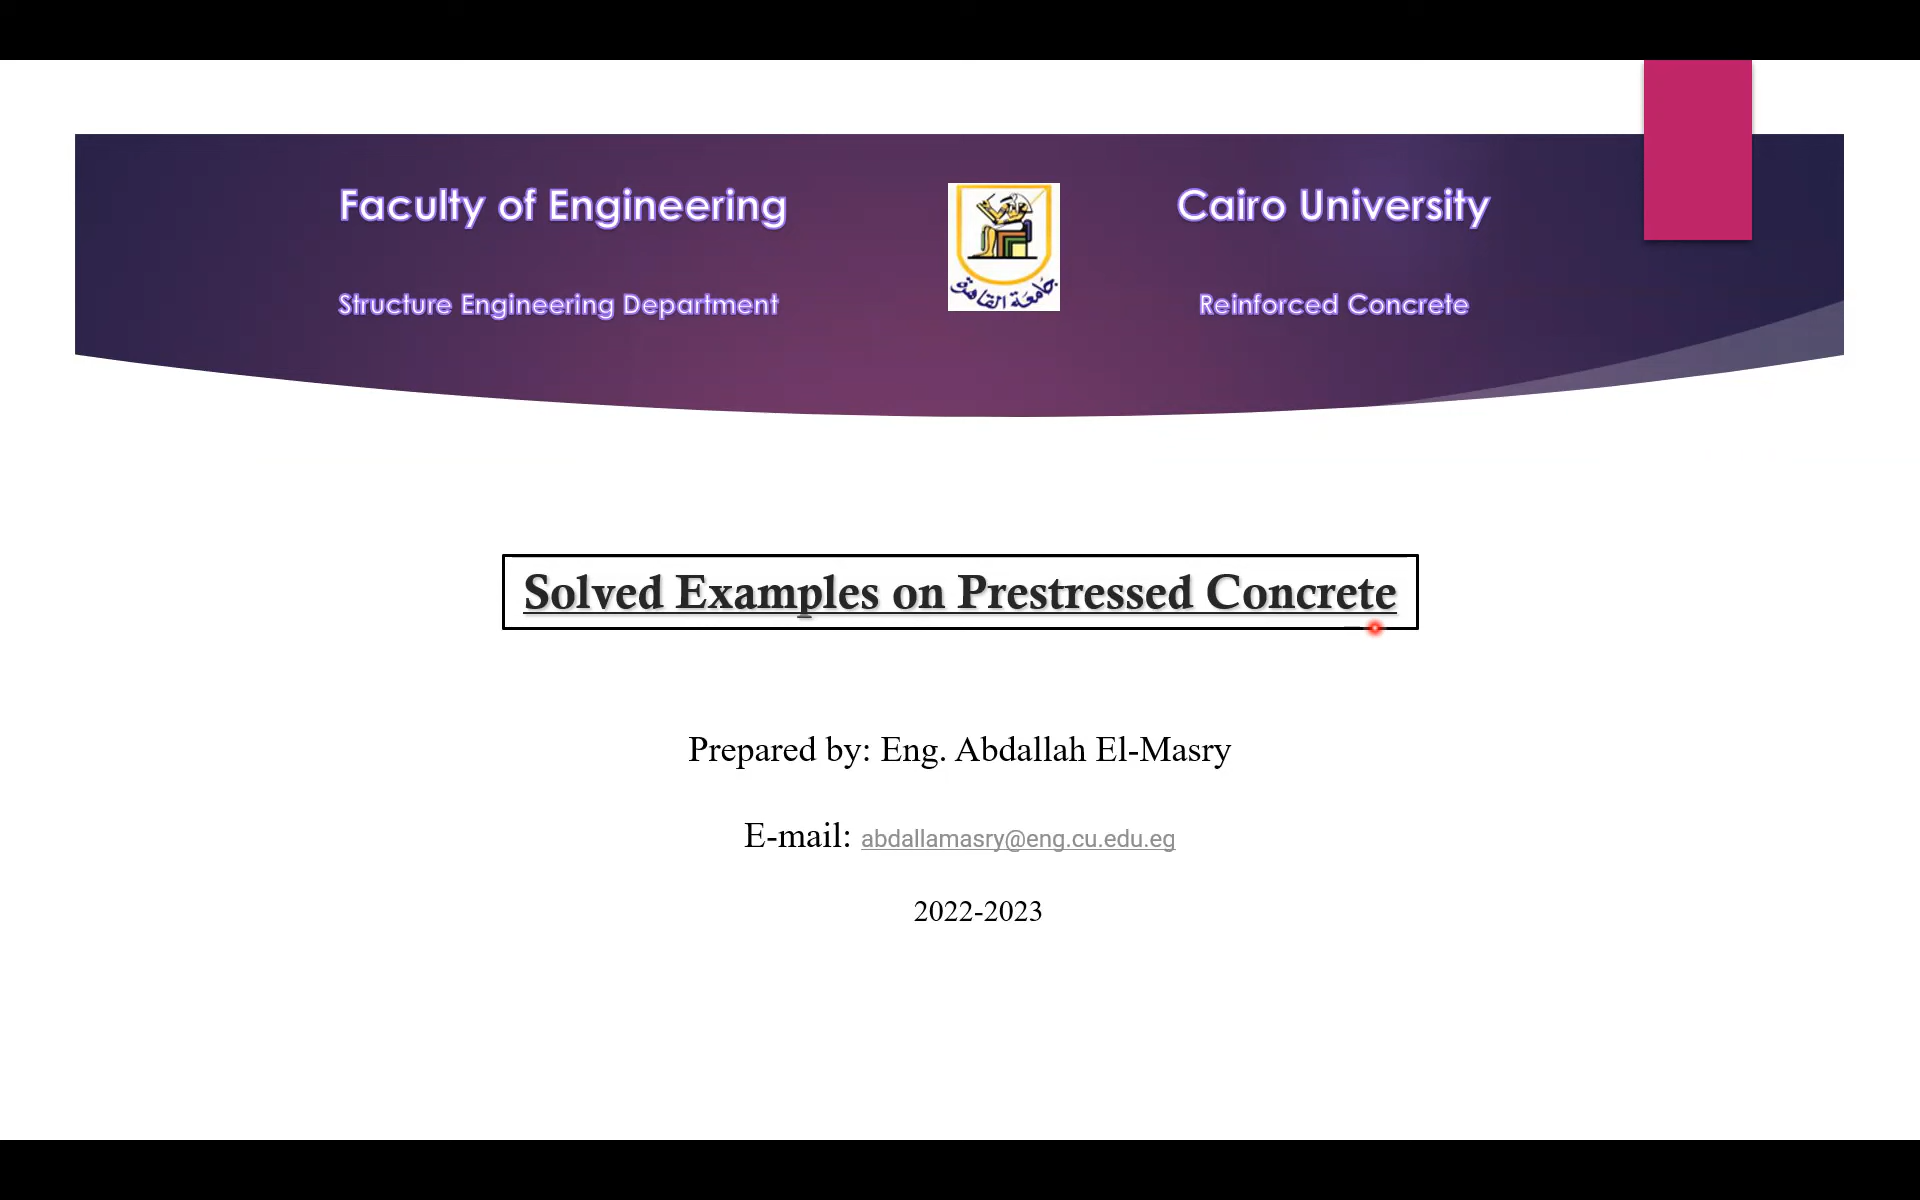 Faculty of Engineering
Cairo University
Structure Engineering Department
Reinforced Concrete
جامعة القاهرة
Solved Examples on Prestressed Concrete
Prepared by: Eng. Abdallah El-Masry
E-mail: abdallamasry@eng.cu.edu.eg
2022-2023